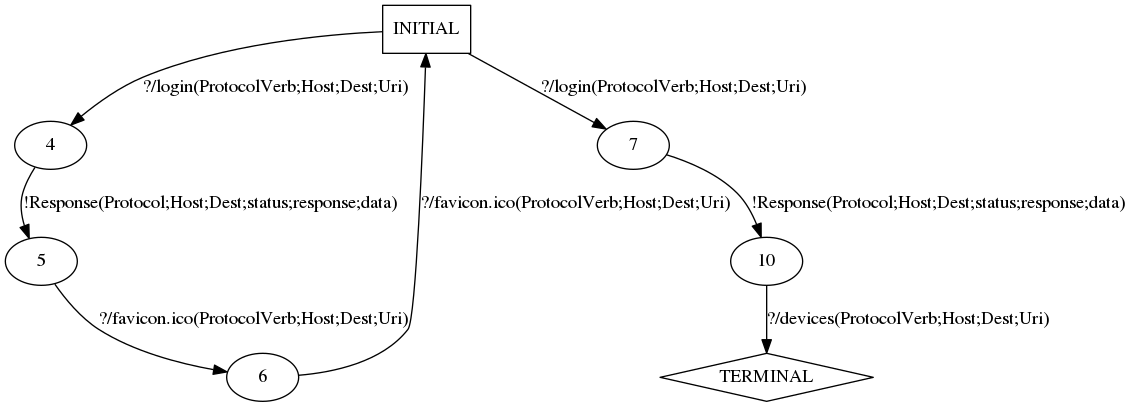 INITIAL
?/login(ProtocolVerb;Host;Dest;Uri)
?/login(ProtocolVerb;Host;Dest;Uri)
4
7
!Response(Protocol;Host;Dest;status;response;data)
?/favicon.ico(ProtocolVerb;Host;Dest;Uri)
!Response(Protocol;Host;Dest;status;response;data)
5
10
?/favicon.ico(ProtocolVerb;Host;Dest;Uri)
?/devices(ProtocolVerb;Host;Dest;Uri)
6
TERMINAL